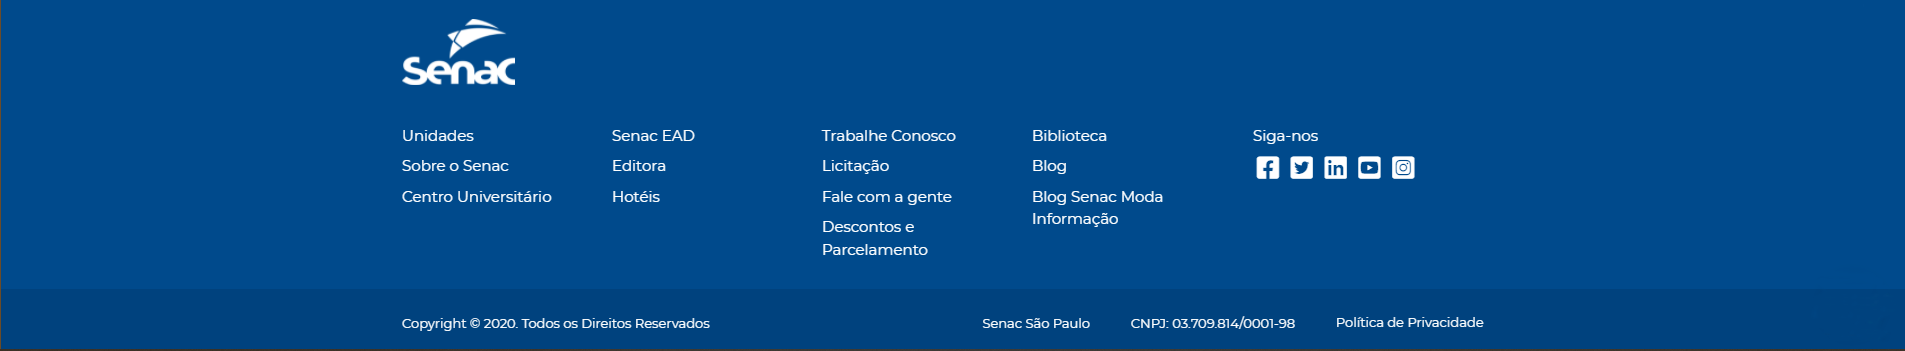 Senac
Unidades
Sobre o Senac
Centro Universitário
Senac EAD
Editora
Hotéis
Trabalhe Conosco
Licitação
Fale com a gente
Descontos e
Parcelamento
Biblioteca
Blog
Blog Senac Moda
Informação
Siga-nos
Copyright © 2020. Todos os Direitos Reservados
Senac São Paulo
CNPJ: 03.709.814/0001-98
Política de Privacidade